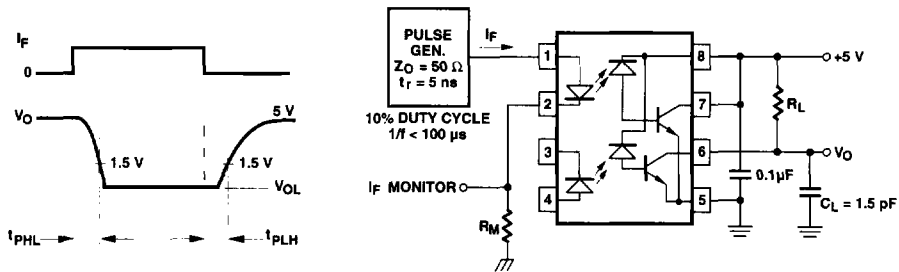 I_F
0
V_O
5 V
1.5 V
1.5 V
V_OL
t_PHL
t_PLH
PULSE
GEN.
Z_O = 50 Ω
t_r = 5 ns
10% DUTY CYCLE
1/f < 100 µs
I_F
I_F MONITOR
R_M
1
2
3
4
8
7
6
5
+5 V
R_L
V_O
0.1µF
C_L = 1.5 pF